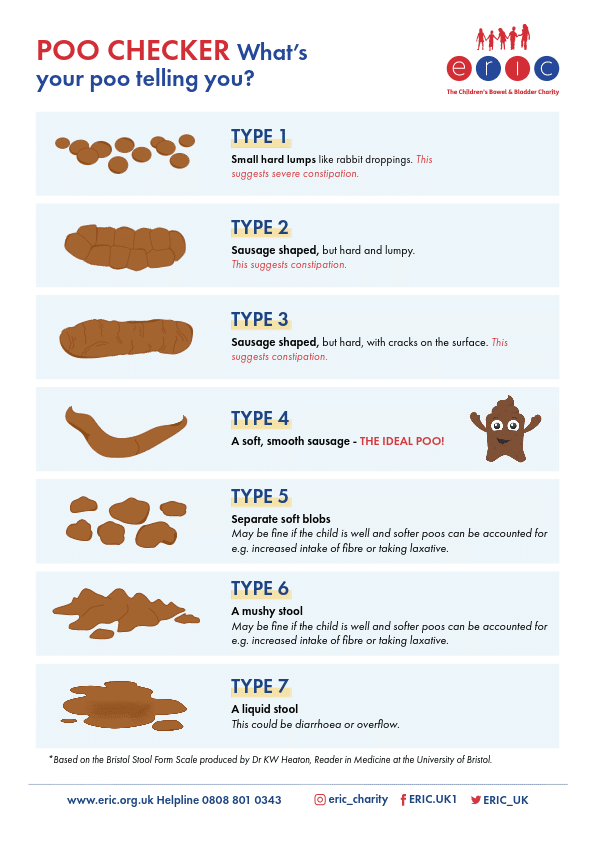 POO CHECKER What's
your poo telling you?
eric
The Children's Bowel & Bladder Charity
TYPE 1
Small hard lumps like rabbit droppings. This
suggests severe constipation.
TYPE 2
Sausage shaped, but hard and lumpy.
This suggests constipation.
TYPE 3
Sausage shaped, but hard, with cracks on the surface. This
suggests constipation.
TYPE 4
A soft, smooth sausage - THE IDEAL POO!
TYPE 5
Separate soft blobs
May be fine if the child is well and softer poos can be accounted for
e.g. increased intake of fibre or taking laxative.
TYPE 6
A mushy stool
May be fine if the child is well and softer poos can be accounted for
e.g. increased intake of fibre or taking laxative.
TYPE 7
A liquid stool
This could be diarrhoea or overflow.
*Based on the Bristol Stool Form Scale produced by Dr KW Heaton, Reader in Medicine at the University of Bristol.
www.eric.org.uk Helpline 0808 801 0343 eric_charity ERIC.UK1 ERIC_UK